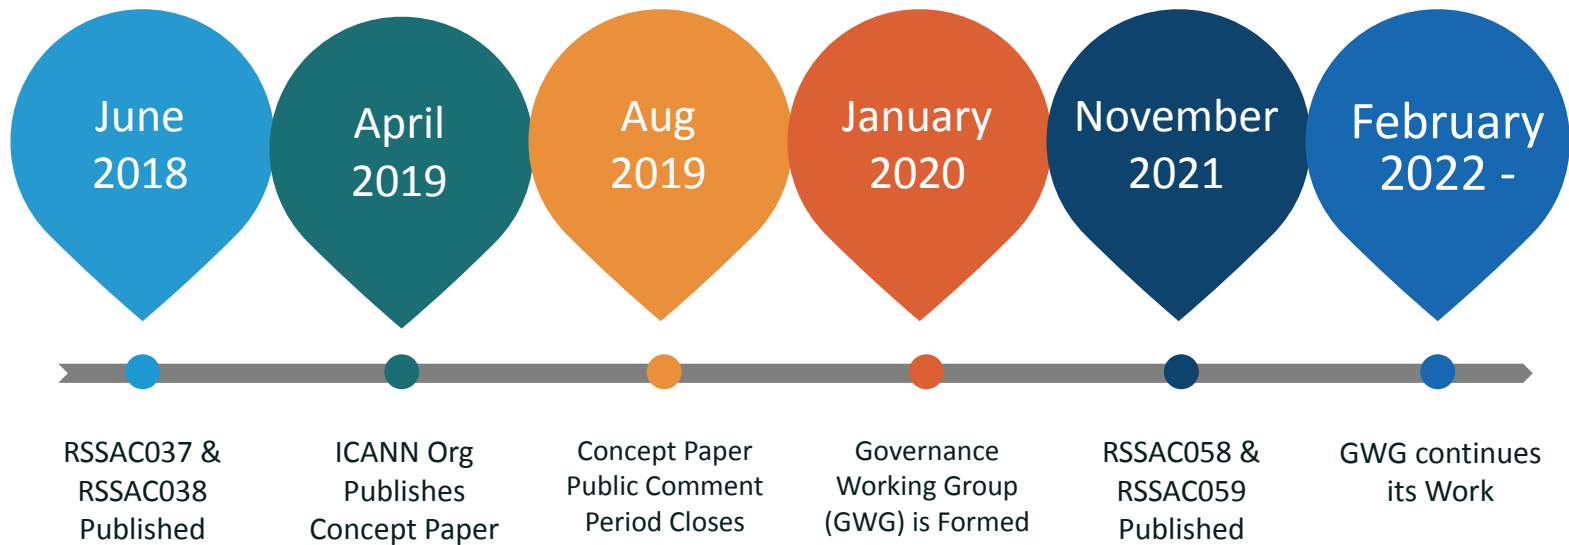 June
2018
April
2019
Aug
2019
January
2020
November
2021
February
2022 -
RSSAC037 &
RSSAC038
Published
ICANN Org
Publishes
Concept Paper
Concept Paper
Public Comment
Period Closes
Governance
Working Group
(GWG) is Formed
RSSAC058 &
RSSAC059
Published
GWG continues
its Work